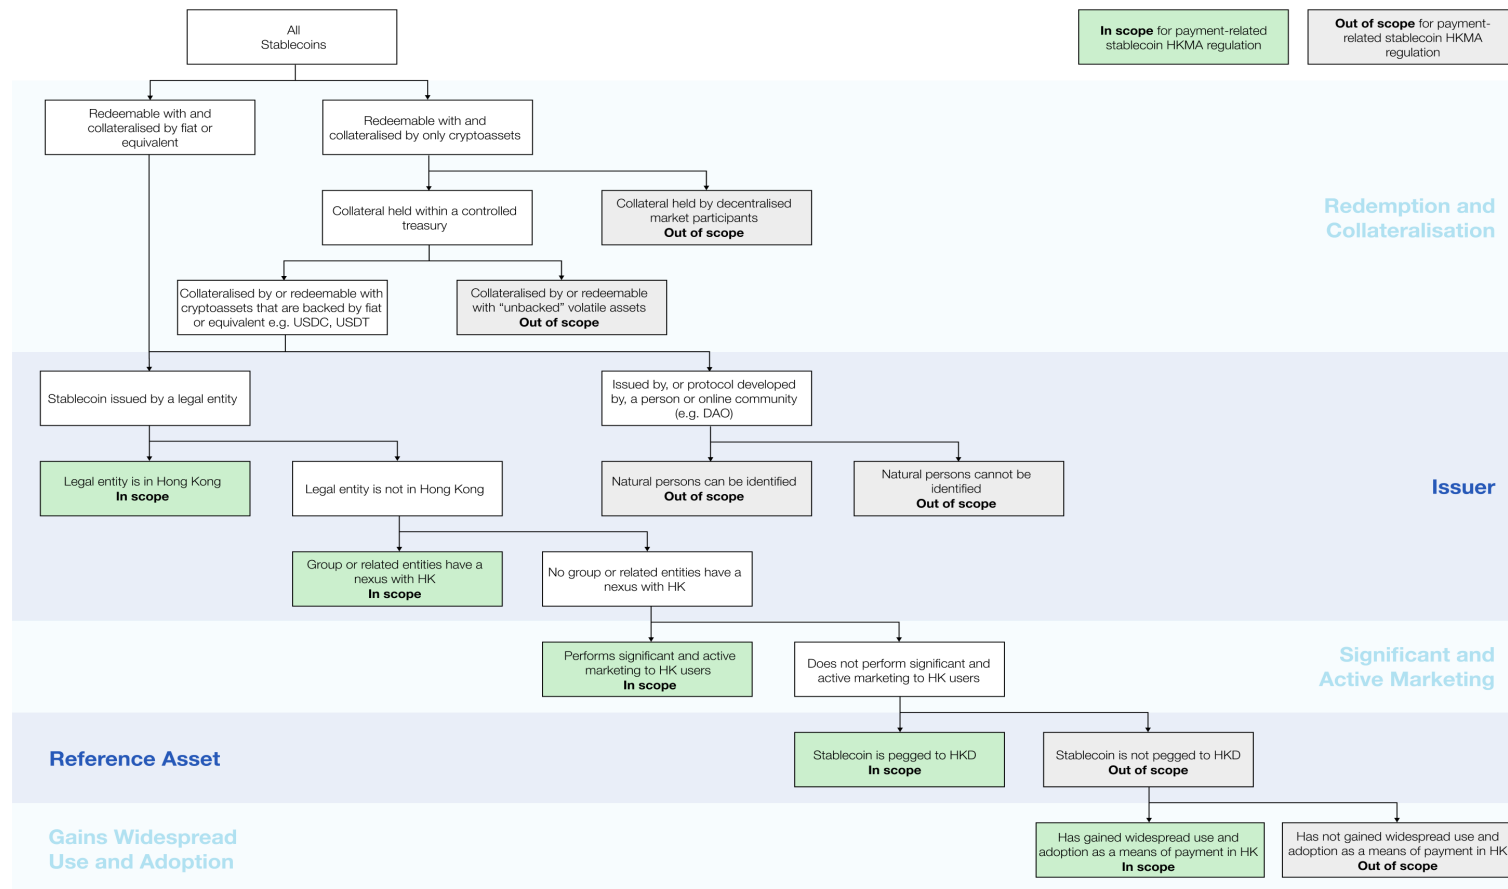 All
Stablecoins
In scope for payment-related
stablecoin HKMA regulation
Out of scope for payment-
related stablecoin HKMA
regulation
Redeemable with and
collateralised by fiat or
equivalent
Redeemable with and
collateralised by only cryptoassets
Collateral held within a controlled
treasury
Collateral held by decentralised
market participants
Out of scope
Redemption and
Collateralisation
Collateralised by or redeemable with
cryptoassets that are backed by fiat
or equivalent e.g. USDC, USDT
Collateralised by or redeemable
with “unbacked” volatile assets
Out of scope
Stablecoin issued by a legal entity
Issued by, or protocol developed
by, a person or online community
(e.g. DAO)
Legal entity is in Hong Kong
In scope
Legal entity is not in Hong Kong
Natural persons can be identified
Out of scope
Natural persons cannot be
identified
Out of scope
Issuer
Group or related entities have a
nexus with HK
In scope
No group or related entities have a
nexus with HK
Performs significant and active
marketing to HK users
In scope
Does not perform significant and
active marketing to HK users
Significant and
Active Marketing
Reference Asset
Stablecoin is pegged to HKD
In scope
Stablecoin is not pegged to HKD
Out of scope
Gains Widespread
Use and Adoption
Has gained widespread use and
adoption as a means of payment in HK
In scope
Has not gained widespread use and
adoption as a means of payment in HK
Out of scope